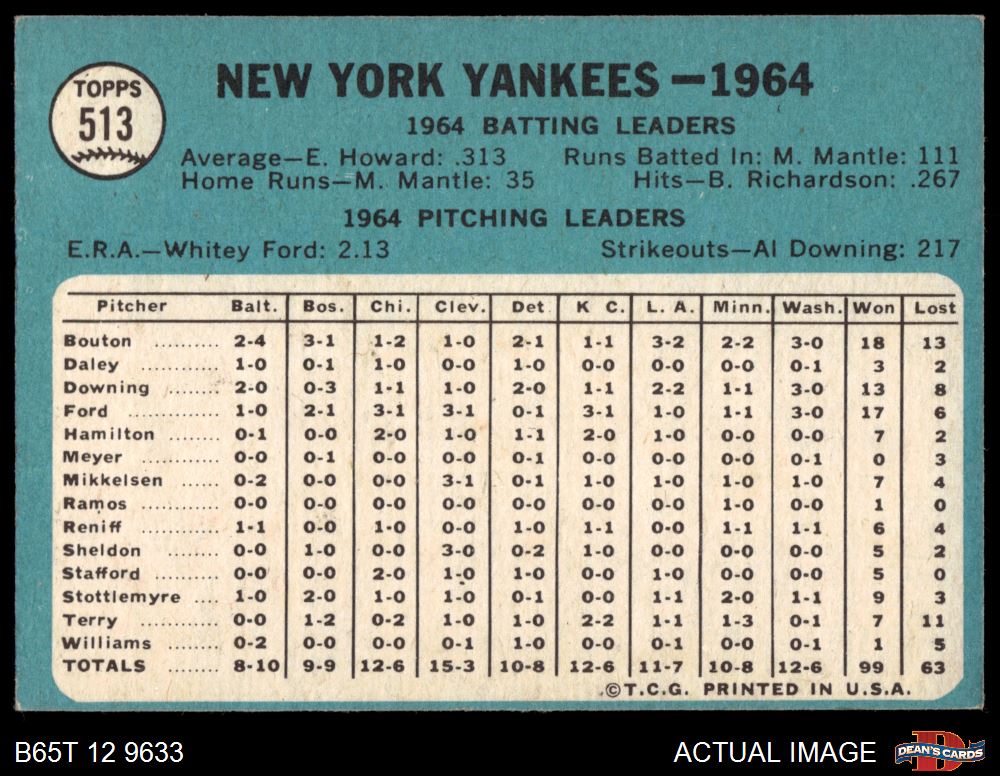 TOPPS
513
NEW YORK YANKEES—1964
1964 BATTING LEADERS
Average—E. Howard: .313 Runs Batted In: M. Mantle: 111
Home Runs—M. Mantle: 35 Hits—B. Richardson: .267
1964 PITCHING LEADERS
E.R.A.—Whitey Ford: 2.13 Strikeouts—Al Downing: 217
Pitcher Balt. Bos. Chi. Clev. Det K C. L. A. Minn. Wash. Won Lost
Bouton .......... 2-4 3-1 1-2 1-0 2-1 1-1 3-2 2-2 3-0 18 13
Daley ............ 1-0 0-1 1-0 0-0 1-0 0-0 0-0 0-0 0-1 3 2
Downing ........ 2-0 0-3 1-1 1-0 2-0 1-1 2-2 1-1 3-0 13 8
Ford .............. 1-0 2-1 3-1 3-1 0-1 3-1 1-0 1-1 3-0 17 6
Hamilton ........ 0-1 0-0 2-0 1-0 1-1 2-0 1-0 0-0 0-0 7 2
Meyer ............ 0-0 0-1 0-0 0-0 0-1 0-0 0-0 0-0 0-1 0 3
Mikkelsen ....... 0-2 0-0 0-0 3-1 0-1 1-0 1-0 1-0 0-1 7 4
Ramos ............ 0-0 0-0 0-0 0-0 0-0 0-0 0-0 1-0 0-0 1 0
Reniff ............. 1-1 0-0 1-0 0-0 1-0 1-1 0-0 1-1 1-1 6 4
Sheldon ........ 0-0 1-0 0-0 3-0 0-2 1-0 0-0 0-0 0-0 5 2
Stafford .......... 0-0 0-0 2-0 1-0 1-0 0-0 1-0 0-0 0-0 5 0
Stottlemyre .... 1-0 2-0 1-0 1-0 0-1 0-0 1-1 2-0 1-1 9 3
Terry ............ 0-0 1-2 0-2 1-0 1-0 2-2 1-1 1-3 0-1 7 11
Williams ........ 0-2 0-0 0-0 0-1 1-0 0-0 0-1 0-0 0-1 1 5
TOTALS ........ 8-10 9-9 12-6 15-3 10-8 12-6 11-7 10-8 12-6 99 63
©T.C.G. PRINTED IN U.S.A.
B65T 12 9633 ACTUAL IMAGE DEAN'S CARDS